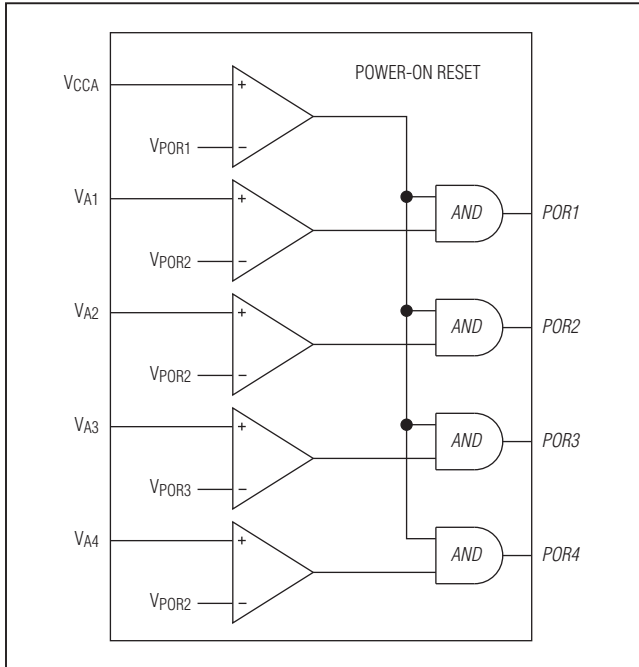 POWER-ON RESET
VCCA
+
VPOR1
−
VA1
+
AND
POR1
VPOR2
−
VA2
+
AND
POR2
VPOR2
−
VA3
+
AND
POR3
VPOR3
−
VA4
+
AND
POR4
VPOR2
−